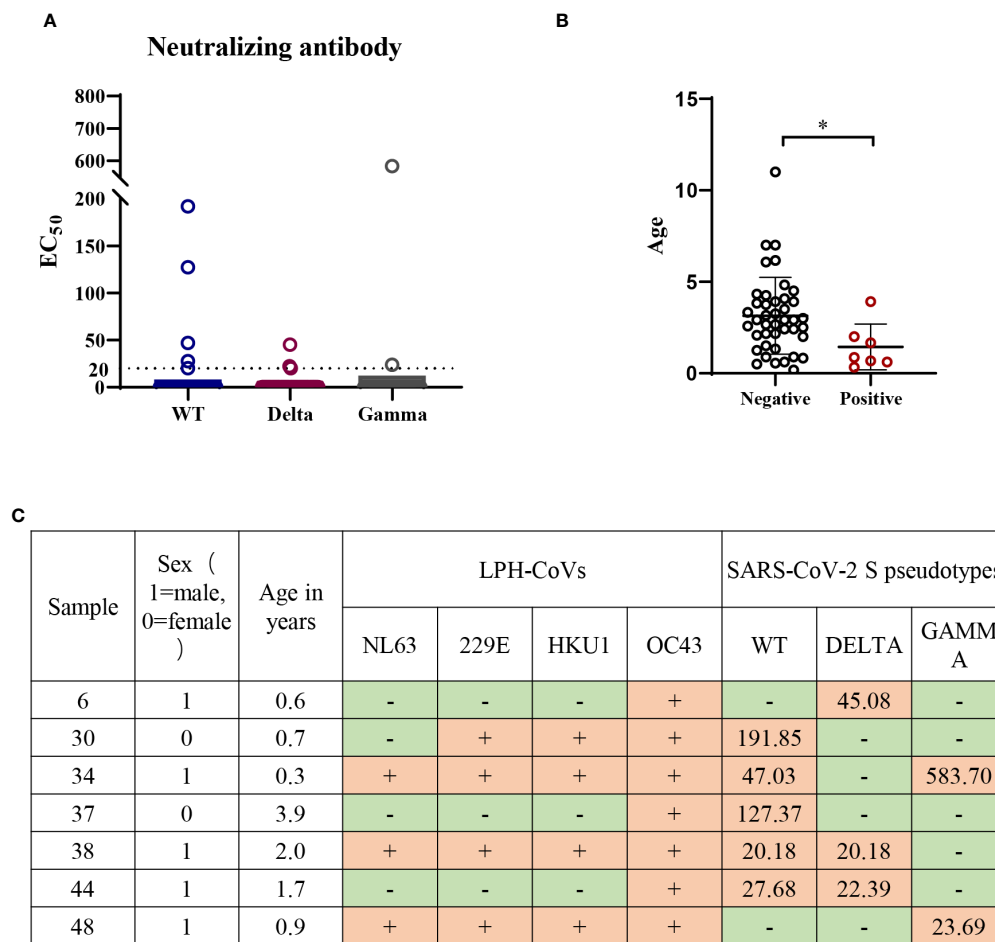 A
B
Neutralizing antibody
800
700
600
200
150
100
50
20
0
EC50
WT
Delta
Gamma
15
10
5
0
Age
*
Negative
Positive
C
Sample
Sex (
1=male,
0=female
)
Age in
years
LPH-CoVs
SARS-CoV-2 S pseudotypes
NL63 229E HKU1 OC43 WT DELTA GAMM
A
6 1 0.6 - - - + - 45.08 -
30 0 0.7 - + + + 191.85 - -
34 1 0.3 + + + + 47.03 - 583.70
37 0 3.9 - - - + 127.37 - -
38 1 2.0 + + + + 20.18 20.18 -
44 1 1.7 - - - + 27.68 22.39 -
48 1 0.9 + + + + - - 23.69